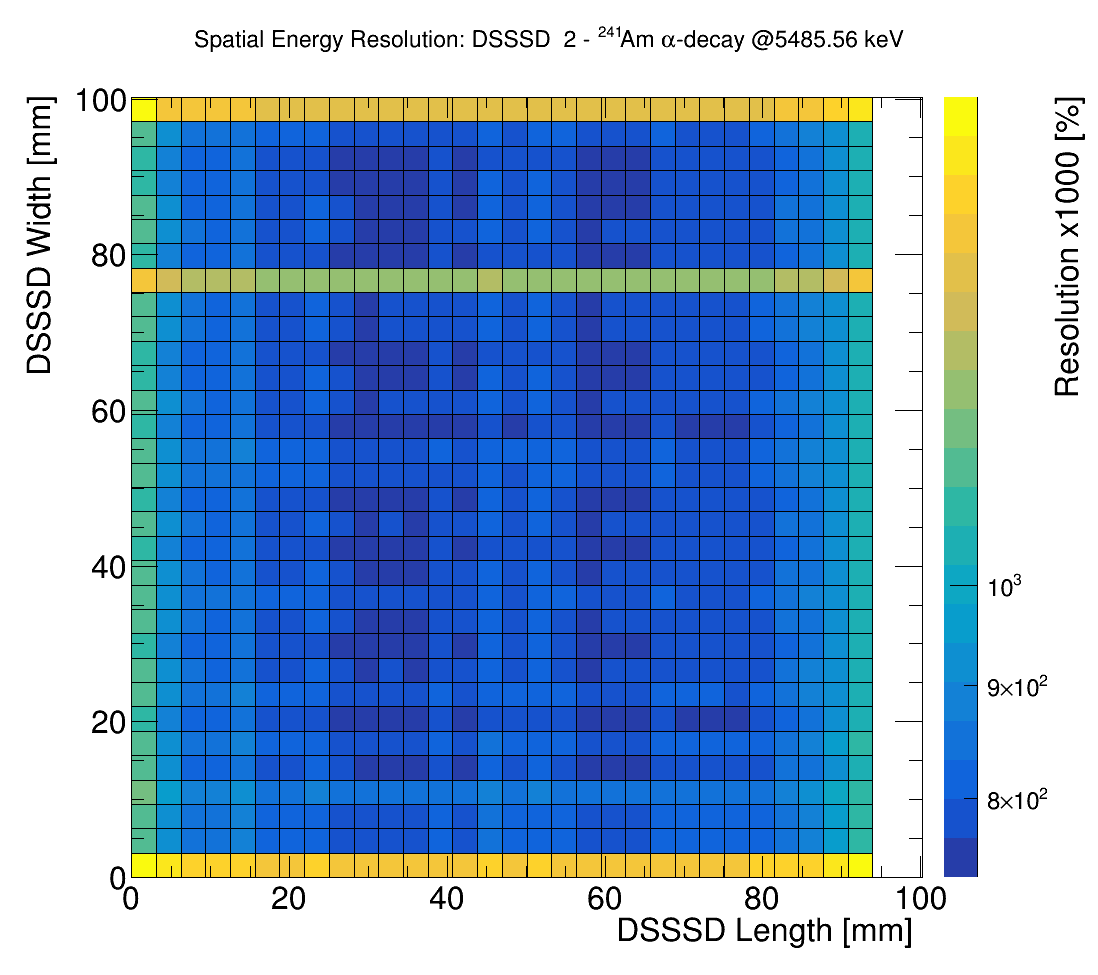 Spatial Energy Resolution: DSSSD 2 - ²⁴¹Am α-decay @5485.56 keV
DSSSD Width [mm]
100
80
60
40
20
0
0 20 40 60 80 100
DSSSD Length [mm]
10³
9×10²
8×10²
Resolution x1000 [%]